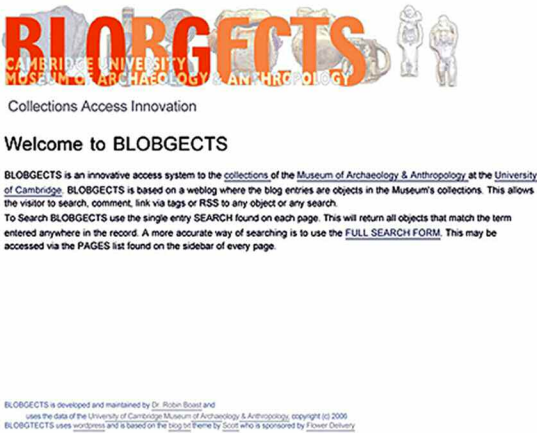 BLOBGECTS
CAMBRIDGE UNIVERSITY
MUSEUM OF ARCHAEOLOGY & ANTHROPOLOGY
Collections Access Innovation
Welcome to BLOBGECTS
BLOBGECTS is an innovative access system to the collections of the Museum of Archaeology & Anthropology at the University
of Cambridge. BLOBGECTS is based on a weblog where the blog entries are objects in the Museum's collections. This allows
the visitor to search, comment, link via tags or RSS to any object or any search.
To Search BLOBGECTS use the single entry SEARCH found on each page. This will return all objects that match the term
entered anywhere in the record. A more accurate way of searching is to use the FULL SEARCH FORM. This may be
accessed via the PAGES list found on the sidebar of every page.
BLOBGECTS is developed and maintained by Dr. Robin Boast and
uses the data of the University of Cambridge Museum of Archaeology & Anthropology, copyright (c) 2006
BLOBGTECTS uses wordpress and is based on the blog.txt theme by Scott who is sponsored by Flower Delivery